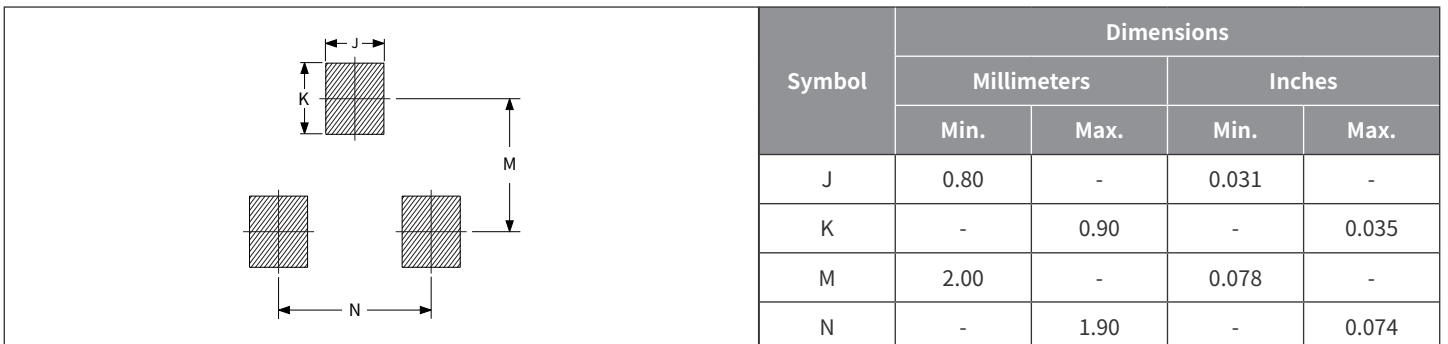 J
K
M
N
Symbol Dimensions
Millimeters Inches
Min. Max. Min. Max.
J 0.80 - 0.031 -
K - 0.90 - 0.035
M 2.00 - 0.078 -
N - 1.90 - 0.074